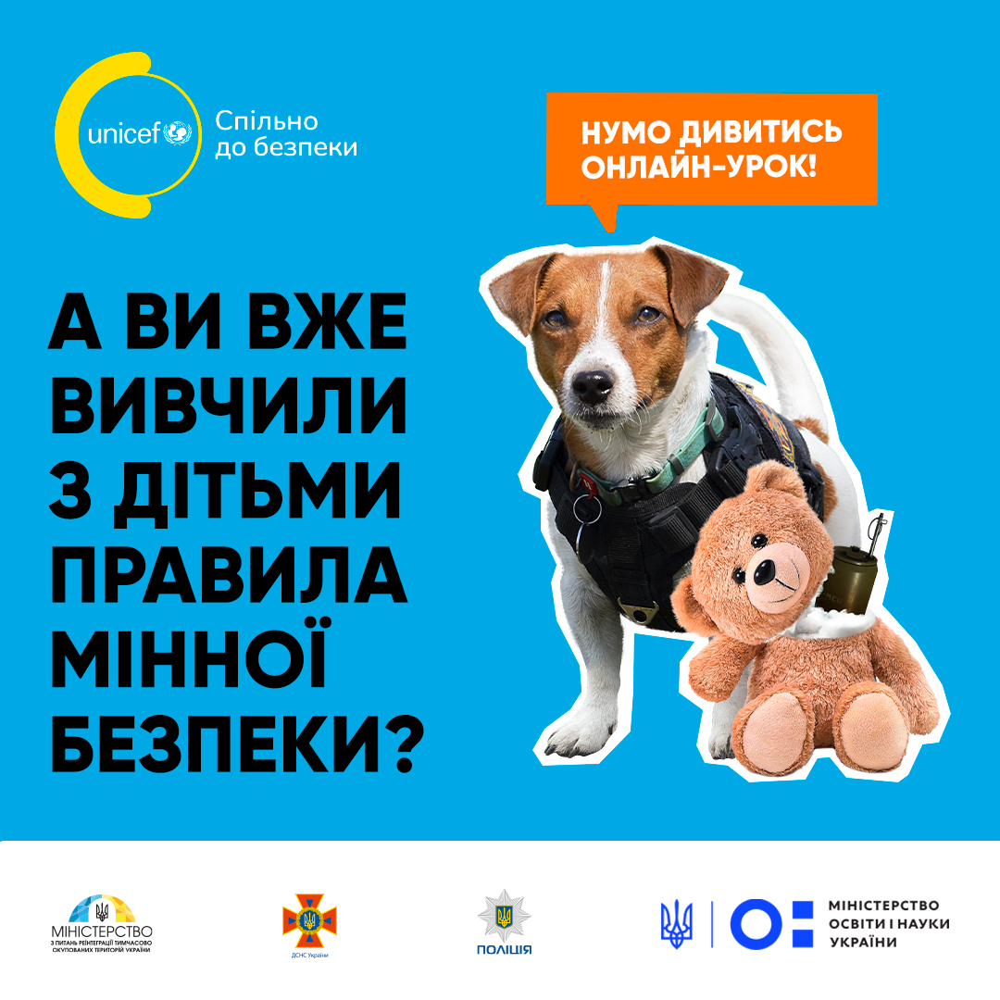 unicef
Спільно
до безпеки
НУМО ДИВИТИСЬ
ОНЛАЙН-УРОК!
А ВИ ВЖЕ
ВИВЧИЛИ
З ДІТЬМИ
ПРАВИЛА
МІННОЇ
БЕЗПЕКИ?
МІНІСТЕРСТВО
З ПИТАНЬ РЕІНТЕГРАЦІЇ ТИМЧАСОВО
ОКУПОВАНИХ ТЕРИТОРІЙ УКРАЇНИ
ДСНС України
ПОЛІЦІЯ
МІНІСТЕРСТВО
ОСВІТИ І НАУКИ
УКРАЇНИ